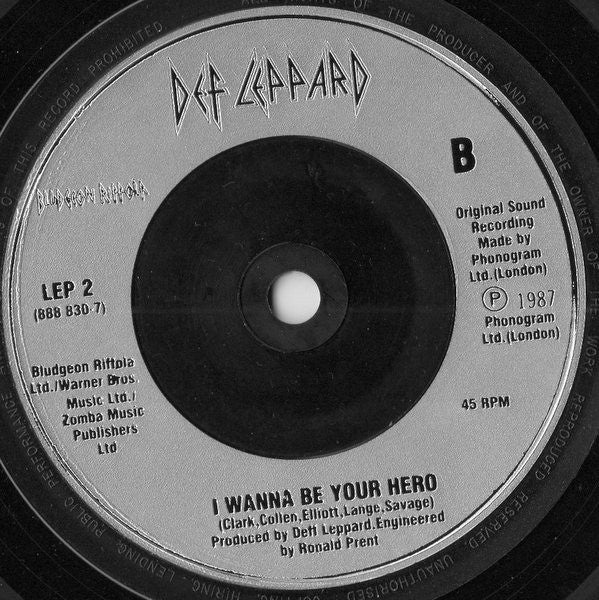 DEF LEPPARD
B
BLUDGEON RIFFOLA
LEP 2
(888 830-7)
Original Sound
Recording
Made by
Phonogram
Ltd.(London)
Ⓟ 1987
Phonogram
Ltd.(London)
Bludgeon Riftola
Ltd./Warner Bros.
Music Ltd./
Zomba Music
Publishers
Ltd
45 RPM
I WANNA BE YOUR HERO
(Clark,Collen,Elliott,Lange,Savage)
Produced by Deff Leppard.Engineered
by Ronald Prent
OF THE PRODUCER AND OF THE OWNER OF THE WORK REPRODUCED RESERVED. UNAUTHORISED HIRING, LENDING, PUBLIC PERFORMANCE OF THIS RECORD PROHIBITED